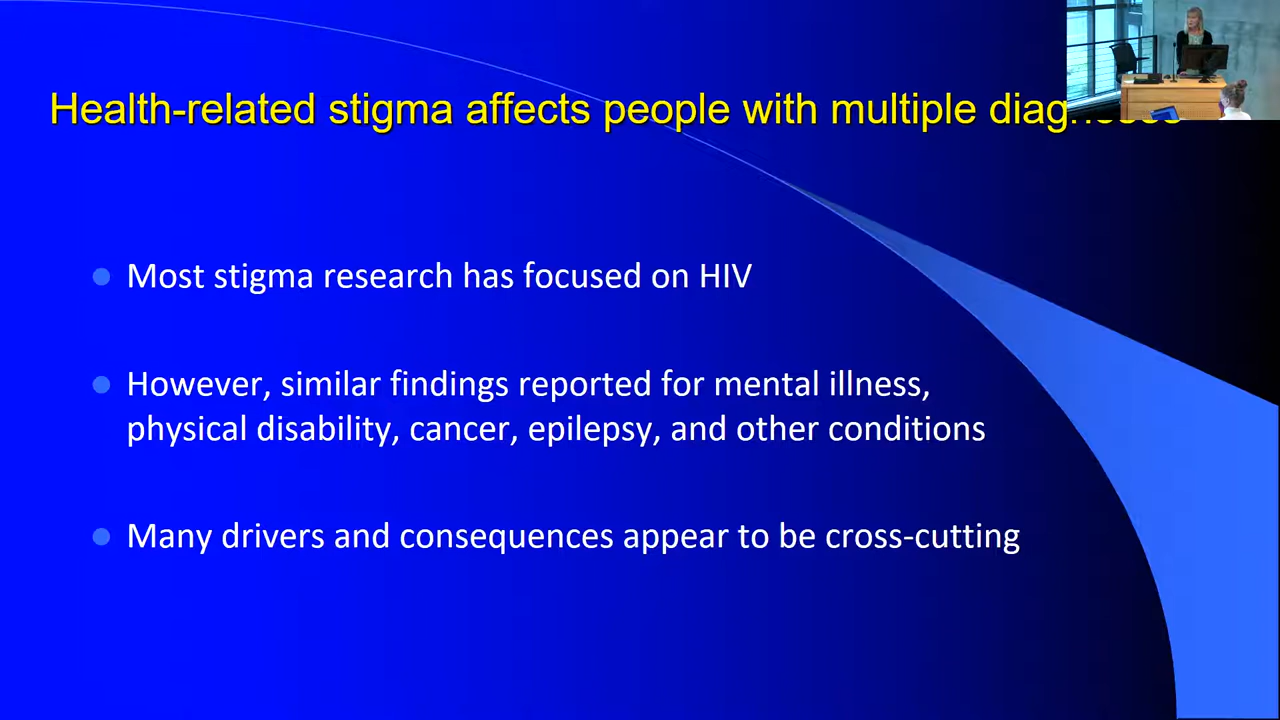 Health-related stigma affects people with multiple
Most stigma research has focused on HIV
However, similar findings reported for mental illness,
physical disability, cancer, epilepsy, and other conditions
Many drivers and consequences appear to be cross-cutting